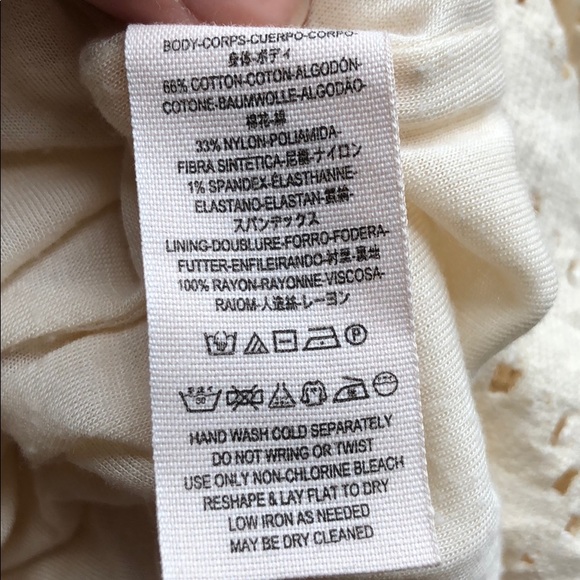 BODY-CORPS-CUERPO-CORPO-
身体-ボディ
66% COTTON-COTON-ALGODÓN-
COTONE-BAUMWOLLE-ALGODÃO-
棉花-綿
33% NYLON-POLIAMIDA-
FIBRA SINTETICA-尼龍-ナイロン
1% SPANDEX-ÉLASTHANNE-
ELASTANO-ELASTAN-氨綸-
スパンデックス
LINING-DOUBLURE-FORRO-FODERA-
FUTTER-ENFILEIRANDO-衬里-裏地
100% RAYON-RAYONNE-VISCOSA-
RAIOM-人造絲-レーヨン
P
HAND WASH COLD SEPARATELY
DO NOT WRING OR TWIST
USE ONLY NON-CHLORINE BLEACH
RESHAPE & LAY FLAT TO DRY
LOW IRON AS NEEDED
MAY BE DRY CLEANED